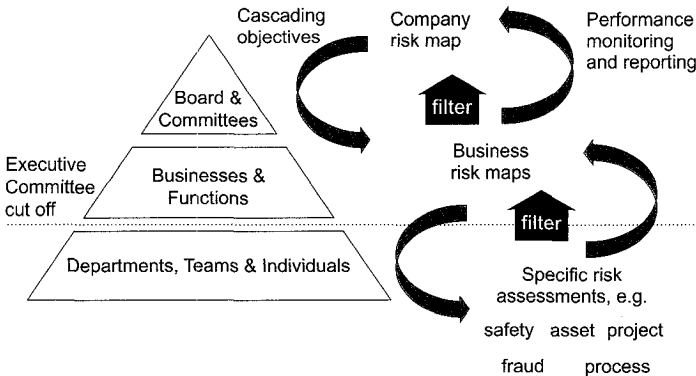 Cascading
objectives
Company
risk map
Performance
monitoring
and reporting
Board &
Committees
filter
Executive
Committee
cut off
Businesses &
Functions
Business
risk maps
filter
Departments, Teams & Individuals
Specific risk
assessments, e.g.
safety asset project
fraud process